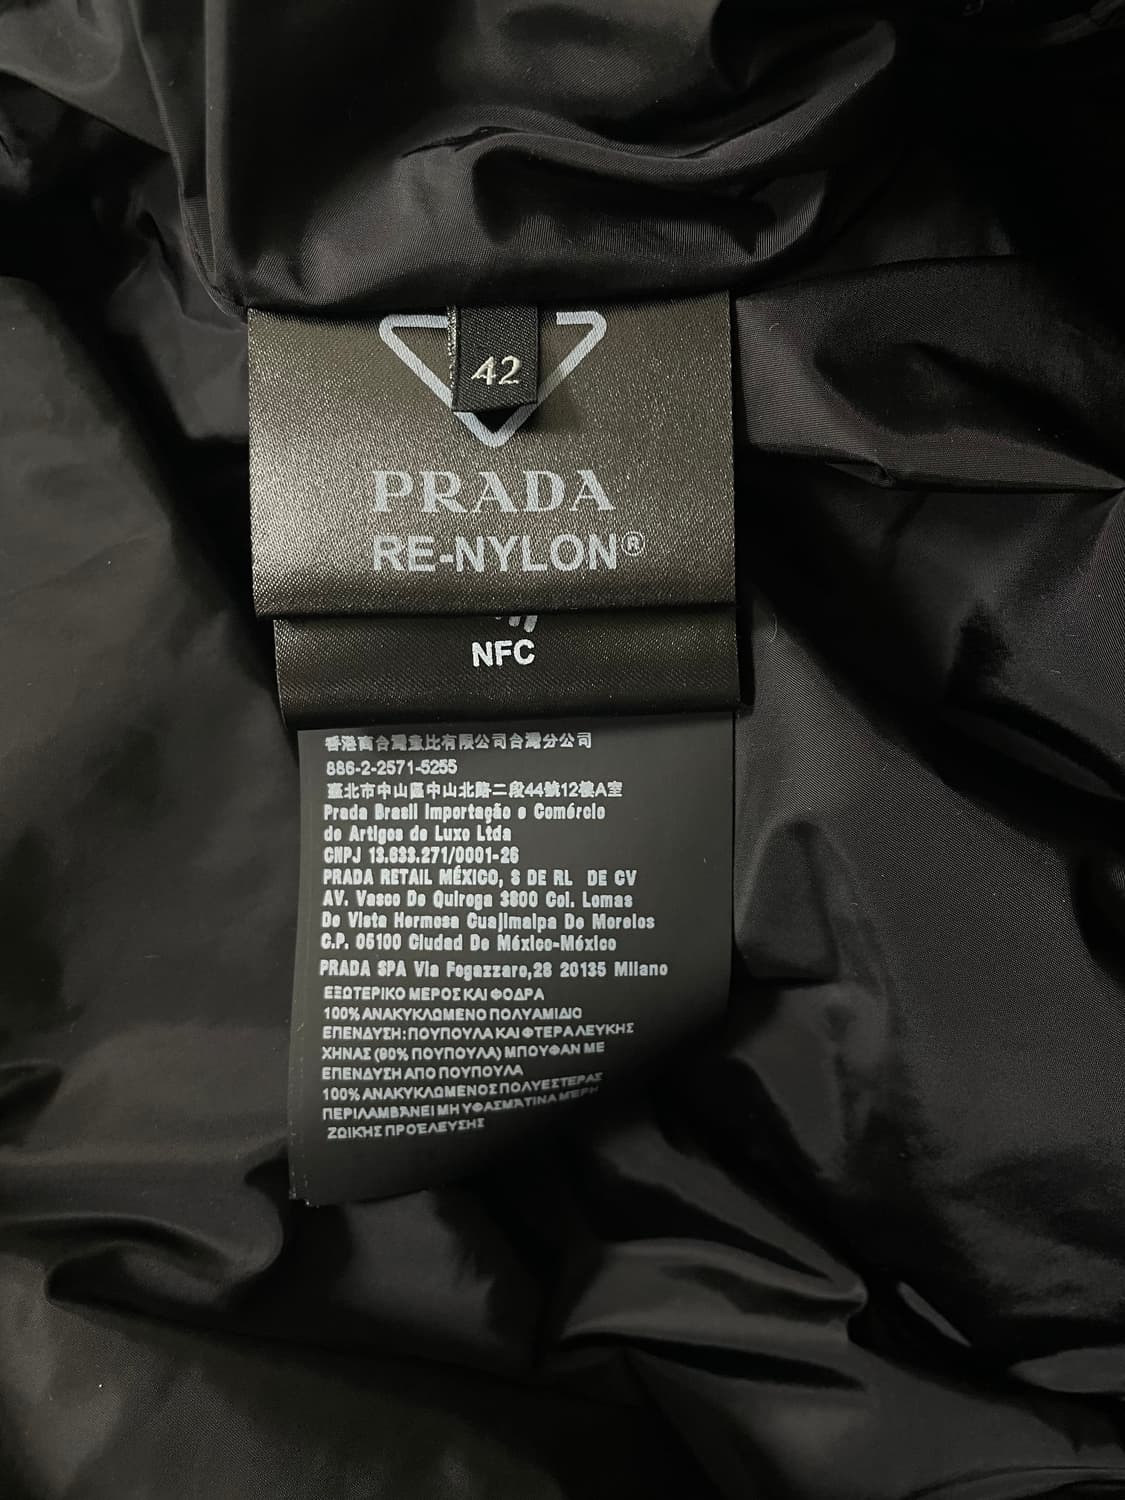 42
PRADA
RE-NYLON®
NFC
香港商台灣童比有限公司台灣分公司
886-2-2571-5255
臺北市中山區中山北路二段44號12樓A室
Prada Brasil Importação e Comércio
de Artigos de Luxo Ltda
CNPJ 13.633.271/0001-26
PRADA RETAIL MÉXICO, S DE RL DE CV
AV. Vasco De Quiroga 3800 Col. Lomas
De Vista Hermosa Cuajimalpa De Morelos
C.P. 05100 Ciudad De México-México
PRADA SPA Via Fogazzaro,28 20135 Milano
ΕΞΩΤΕΡΙΚΟ ΜΕΡΟΣ ΚΑΙ ΦΟΔΡΑ
100% ΑΝΑΚΥΚΛΩΜΕΝΟ ΠΟΛΥΑΜΙΔΙΟ
ΕΠΕΝΔΥΣΗ: ΠΟΥΠΟΥΛΑ ΚΑΙ ΦΤΕΡΑ ΛΕΥΚΗΣ
ΧΗΝΑΣ (80% ΠΟΥΠΟΥΛΑ) ΜΠΟΥΦΑΝ ΜΕ
ΕΠΕΝΔΥΣΗ ΑΠΟ ΠΟΥΠΟΥΛΑ
100% ΑΝΑΚΥΚΛΩΜΕΝΟΣ ΠΟΛΥΕΣΤΕΡΑΣ
ΠΕΡΙΛΑΜΒΑΝΕΙ ΜΗ ΥΦΑΣΜΑΤΙΝΑ ΜΕΡΗ
ΖΩΙΚΗΣ ΠΡΟΕΛΕΥΣΗΣ